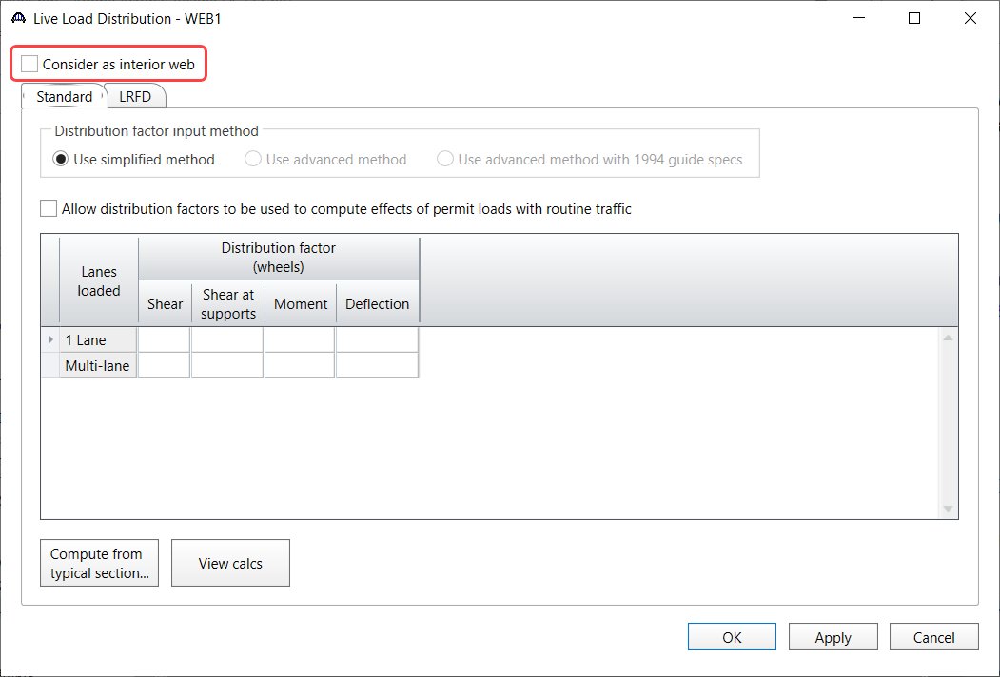 Live Load Distribution - WEB1
Consider as interior web
Standard LRFD
Distribution factor input method
Use simplified method Use advanced method Use advanced method with 1994 guide specs
Allow distribution factors to be used to compute effects of permit loads with routine traffic
Lanes
loaded
Distribution factor
(wheels)
Shear
Shear at
supports
Moment
Deflection
1 Lane
Multi-lane
Compute from
typical section...
View calcs
OK Apply Cancel